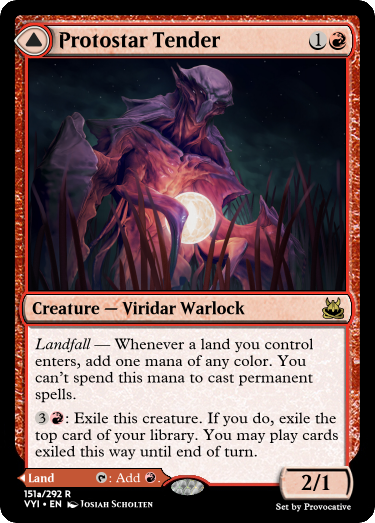 Protostar Tender 1
Creature — Viridar Warlock
Landfall — Whenever a land you control
enters, add one mana of any color. You
can't spend this mana to cast permanent
spells.
3 : Exile this creature. If you do, exile the
top card of your library. You may play cards
exiled this way until end of turn.
Land : Add .
2/1
151a/292 R
VYI • EN Josiah Scholten
Set by Provocative